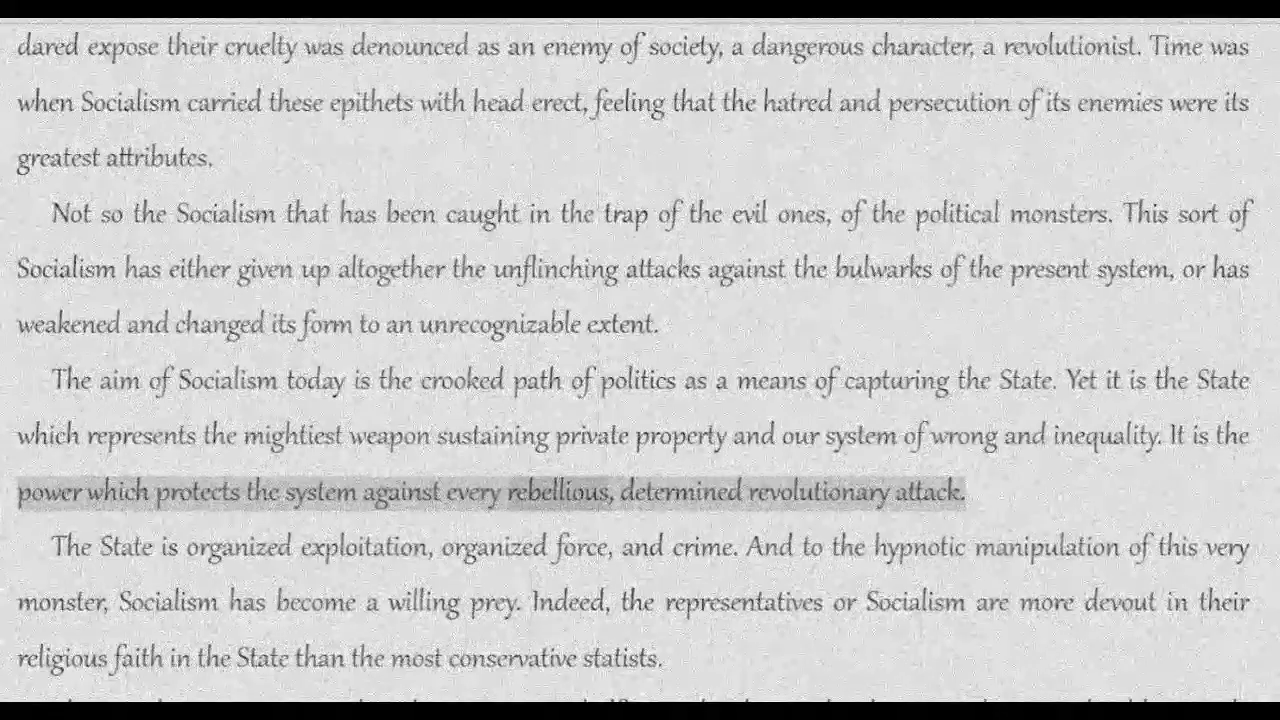 dared expose their cruelty was denounced as an enemy of society, a dangerous character, a revolutionist. Time was
when Socialism carried these epithets with head erect, feeling that the hatred and persecution of its enemies were its
greatest attributes.
Not so the Socialism that has been caught in the trap of the evil ones, of the political monsters. This sort of
Socialism has either given up altogether the unflinching attacks against the bulwarks of the present system, or has
weakened and changed its form to an unrecognizable extent.
The aim of Socialism today is the crooked path of politics as a means of capturing the State. Yet it is the State
which represents the mightiest weapon sustaining private property and our system of wrong and inequality. It is the
power which protects the system against every rebellious, determined revolutionary attack.
The State is organized exploitation, organized force, and crime. And to the hypnotic manipulation of this very
monster, Socialism has become a willing prey. Indeed, the representatives or Socialism are more devout in their
religious faith in the State than the most conservative statists.